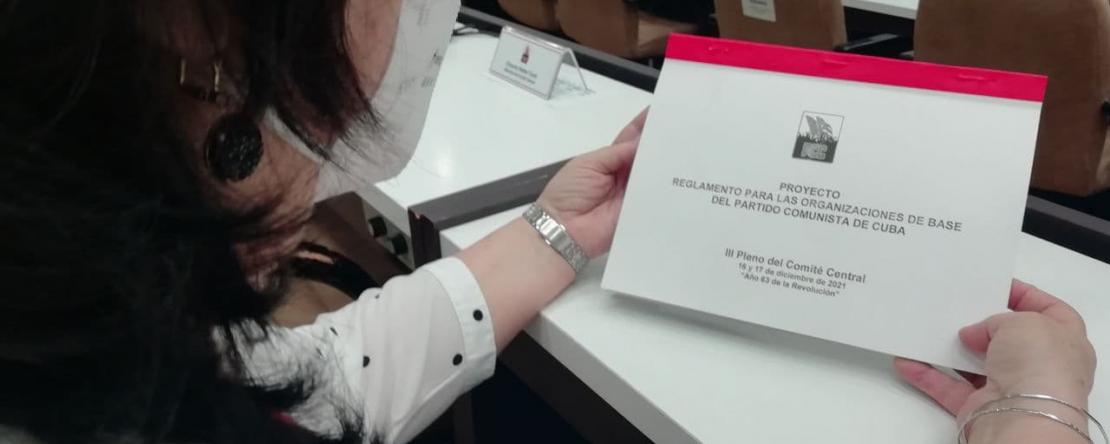 PCC
PROYECTO
REGLAMENTO PARA LAS ORGANIZACIONES DE BASE
DEL PARTIDO COMUNISTA DE CUBA
III Pleno del Comité Central
16 y 17 de diciembre de 2021
"Año 63 de la Revolución"